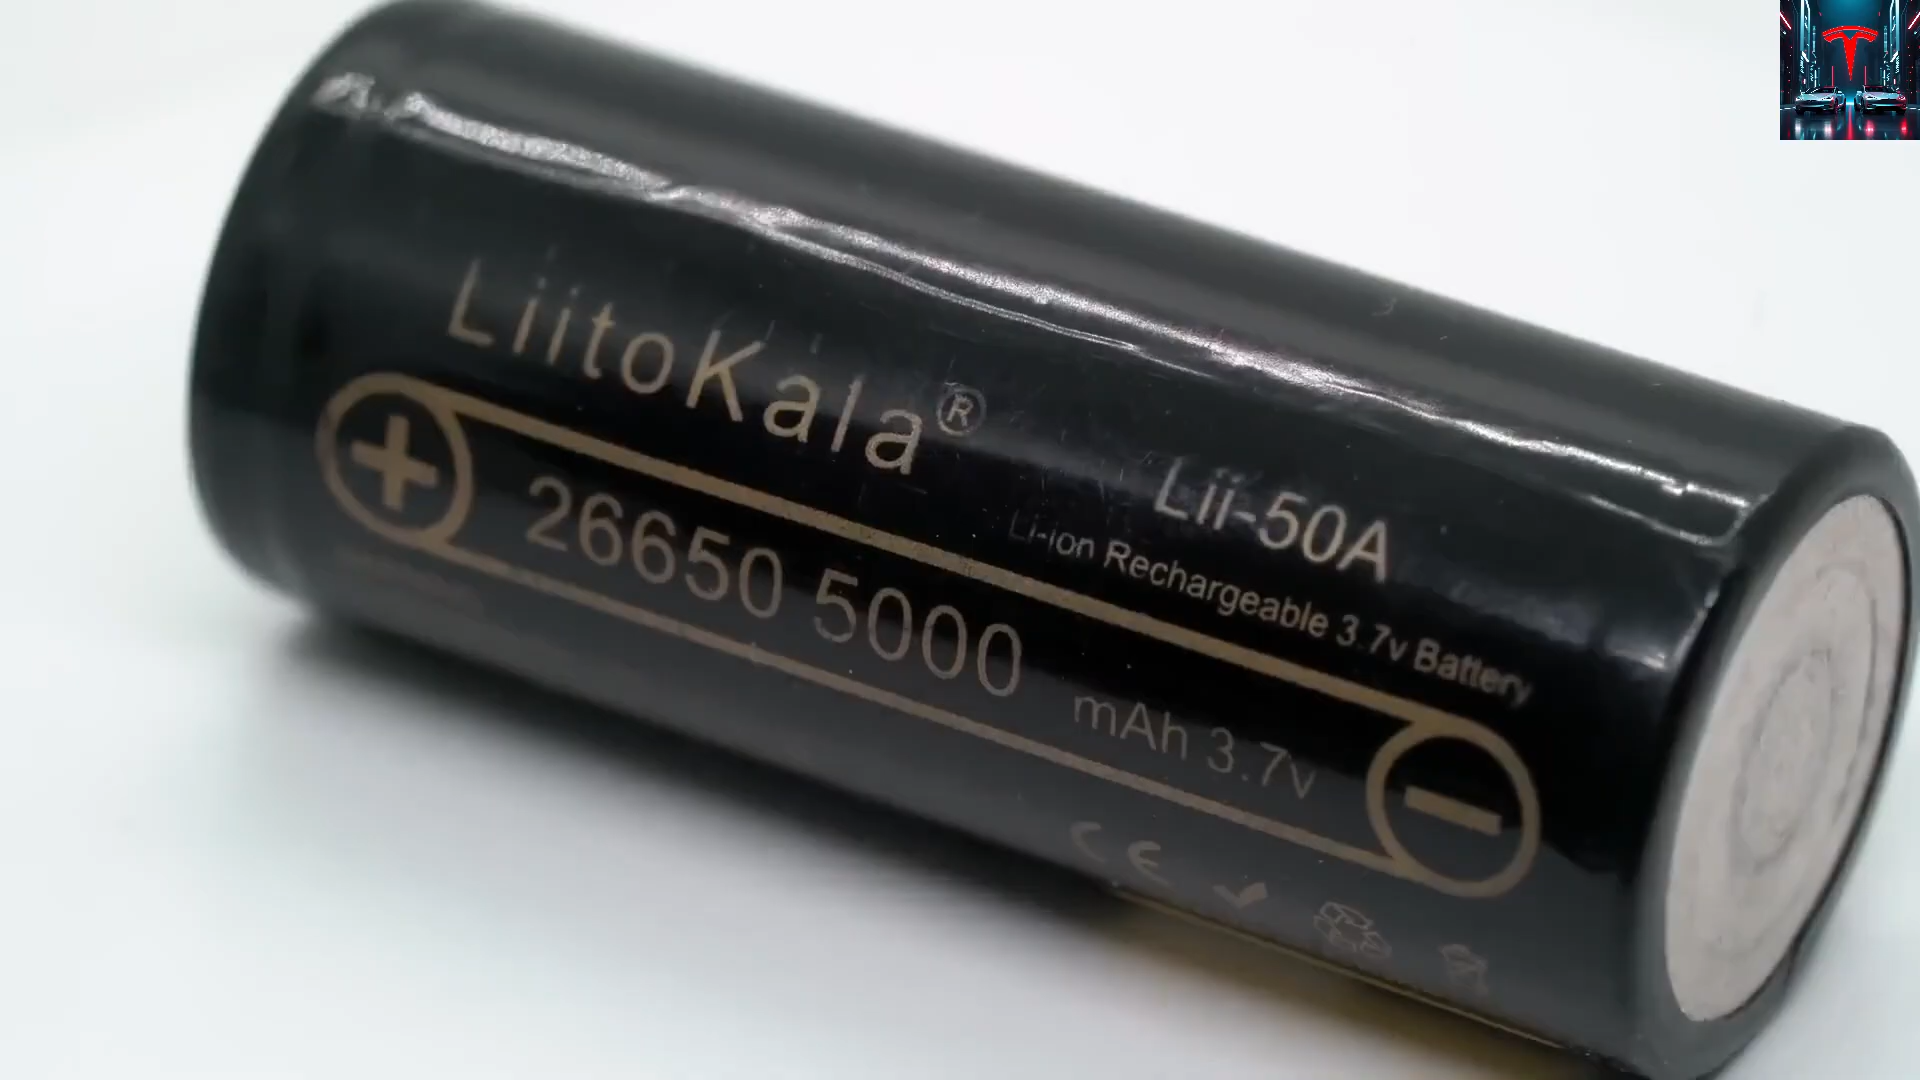 LiitoKala®
Lii-50A
Li-ion Rechargeable 3.7v Battery
26650 5000 mAh 3.7v
CE